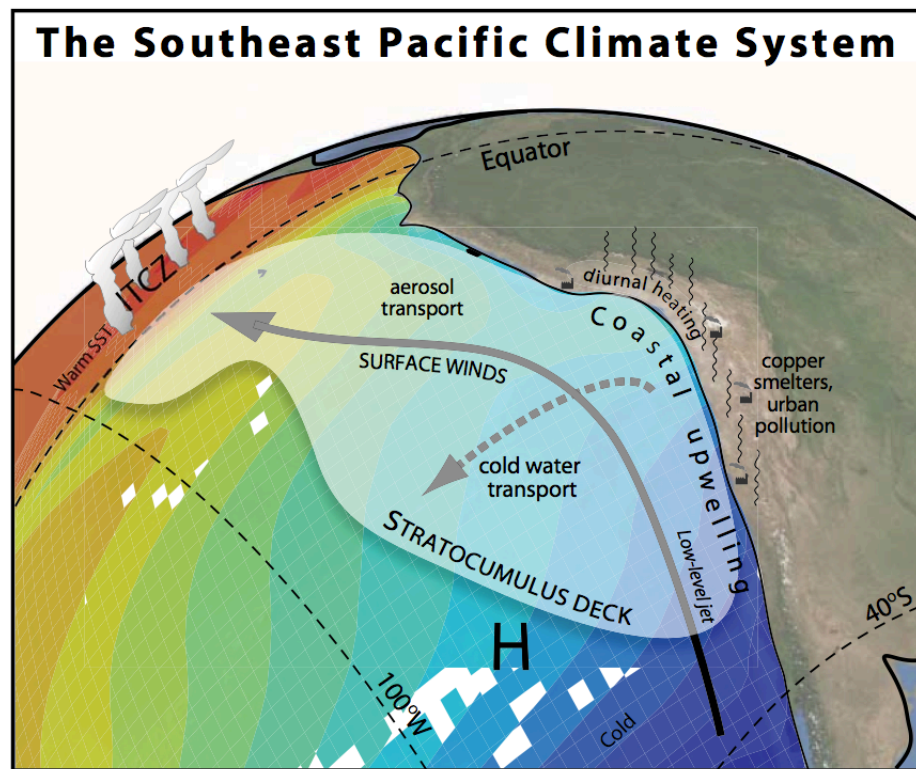 The Southeast Pacific Climate System
Equator
ITCZ
Warm SST
aerosol
transport
diurnal heating
SURFACE WINDS
Coastal upwelling
copper
smelters,
urban
pollution
cold water
transport
STRATOCUMULUS DECK
Low-level jet
40°S
H
100°W
Cold